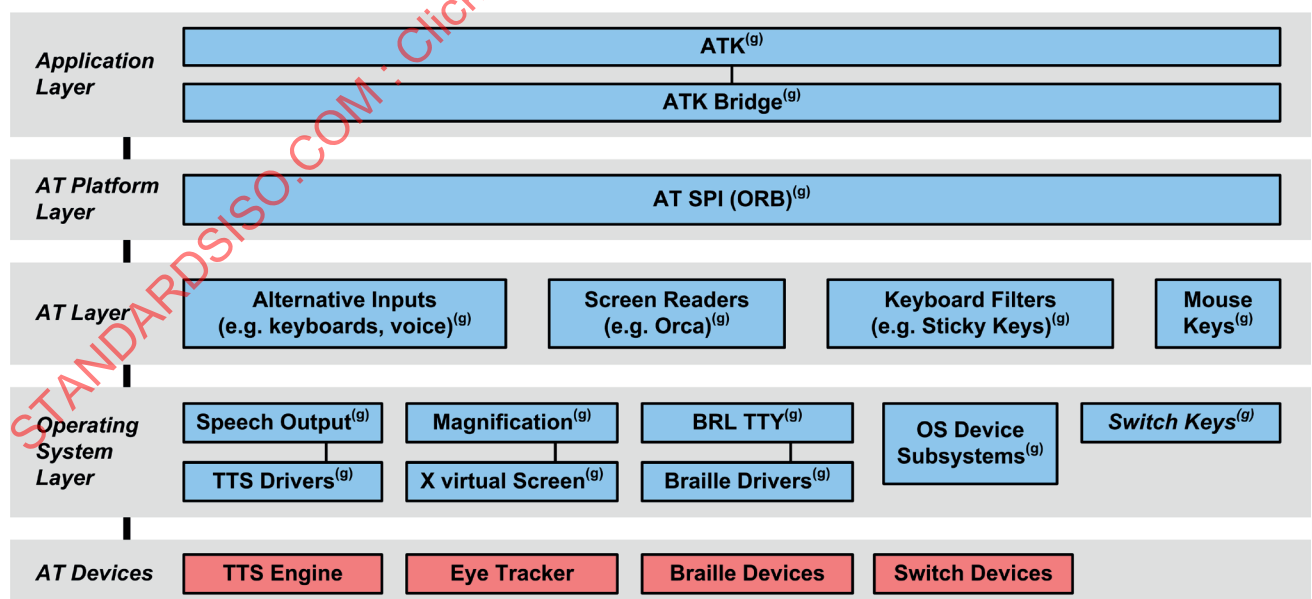 Application
Layer
ATK(g)
ATK Bridge(g)
AT Platform
Layer
AT SPI (ORB)(g)
AT Layer
Alternative Inputs
(e.g. keyboards, voice)(g)
Screen Readers
(e.g. Orca)(g)
Keyboard Filters
(e.g. Sticky Keys)(g)
Mouse
Keys(g)
Operating
System
Layer
Speech Output(g)
TTS Drivers(g)
Magnification(g)
X virtual Screen(g)
BRL TTY(g)
Braille Drivers(g)
OS Device
Subsystems(g)
Switch Keys(g)
AT Devices
TTS Engine
Eye Tracker
Braille Devices
Switch Devices
STANDARDSISO.COM : Clic